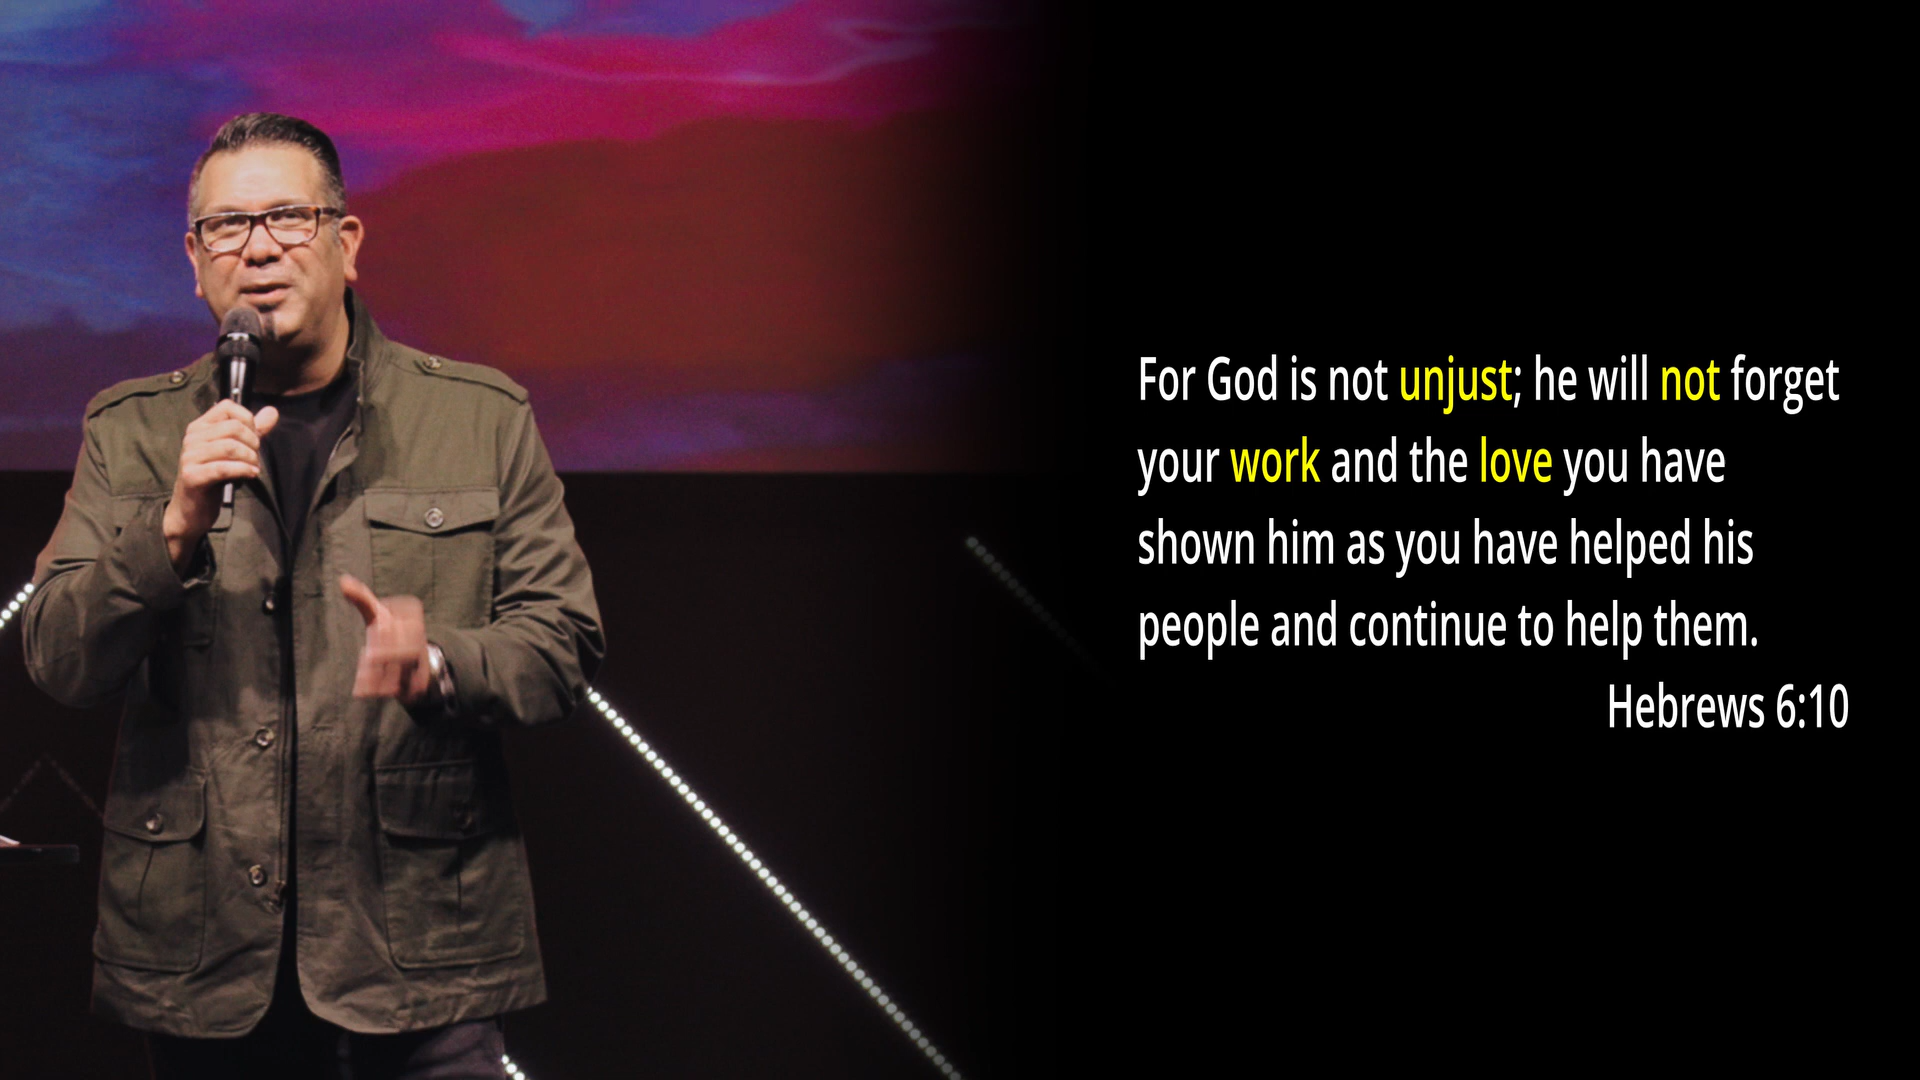 For God is not unjust; he will not forget
your work and the love you have
shown him as you have helped his
people and continue to help them.
Hebrews 6:10